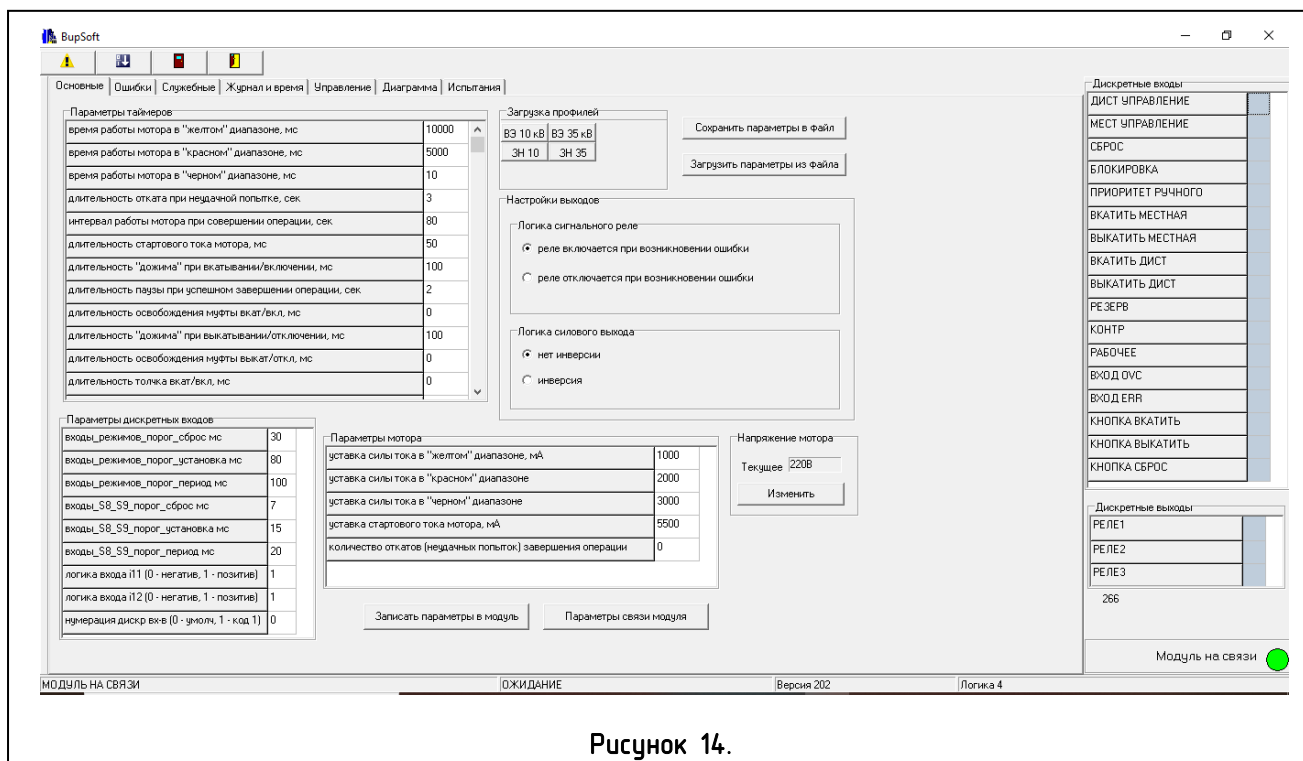 BupSoft
Основные Ошибки Служебные Журнал и время Управление Диаграмма Испытания
Параметры таймеров
время работы мотора в "желтом" диапазоне, мс 10000
время работы мотора в "красном" диапазоне, мс 5000
время работы мотора в "черном" диапазоне, мс 10
длительность отката при неудачной попытке, сек 3
интервал работы мотора при совершении операции, сек 80
длительность стартового тока мотора, мс 50
длительность "дожима" при вкатывании/включении, мс 100
длительность паузы при успешном завершении операции, сек 2
длительность освобождения муфты вкат/вкл, мс 0
длительность "дожима" при выкатывании/отключении, мс 100
длительность освобождения муфты выкат/откл, мс 0
длительность толчка вкат/вкл, мс 0
Загрузка профилей
ВЭ 10 кВ ВЭ 35 кВ
ЗН 10 ЗН 35
Сохранить параметры в файл
Загрузить параметры из файла
Настройки выходов
Логика сигнального реле
реле включается при возникновении ошибки
реле отключается при возникновении ошибки
Логика силового выхода
нет инверсии
инверсия
Параметры дискретных входов
входы_режимов_порог_сброс мс 30
входы_режимов_порог_установка мс 80
входы_режимов_порог_период мс 100
входы_S8_S9_порог_сброс мс 7
входы_S8_S9_порог_установка мс 15
входы_S8_S9_порог_период мс 20
логика входа i11 (0 - негатив, 1 - позитив) 1
логика входа i12 (0 - негатив, 1 - позитив) 1
нумерация дискр вх-в (0 - умолч, 1 - код 1) 0
Параметры мотора
уставка силы тока в "желтом" диапазоне, мА 1000
уставка силы тока в "красном" диапазоне 2000
уставка силы тока в "черном" диапазоне 3000
уставка стартового тока мотора, мА 5500
количество откатов (неудачных попыток) завершения операции 0
Напряжение мотора
Текущее 220В
Изменить
Записать параметры в модуль
Параметры связи модуля
Дискретные входы
ДИСТ УПРАВЛЕНИЕ
МЕСТ УПРАВЛЕНИЕ
СБРОС
БЛОКИРОВКА
ПРИОРИТЕТ РУЧНОГО
ВКАТИТЬ МЕСТНАЯ
ВЫКАТИТЬ МЕСТНАЯ
ВКАТИТЬ ДИСТ
ВЫКАТИТЬ ДИСТ
РЕЗЕРВ
КОНТР
РАБОЧЕЕ
ВХОД OVC
ВХОД ERR
КНОПКА ВКАТИТЬ
КНОПКА ВЫКАТИТЬ
КНОПКА СБРОС
Дискретные выходы
РЕЛЕ1
РЕЛЕ2
РЕЛЕ3
266
Модуль на связи
МОДУЛЬ НА СВЯЗИ ОЖИДАНИЕ Версия 202 Логика 4
Рисунок 14.